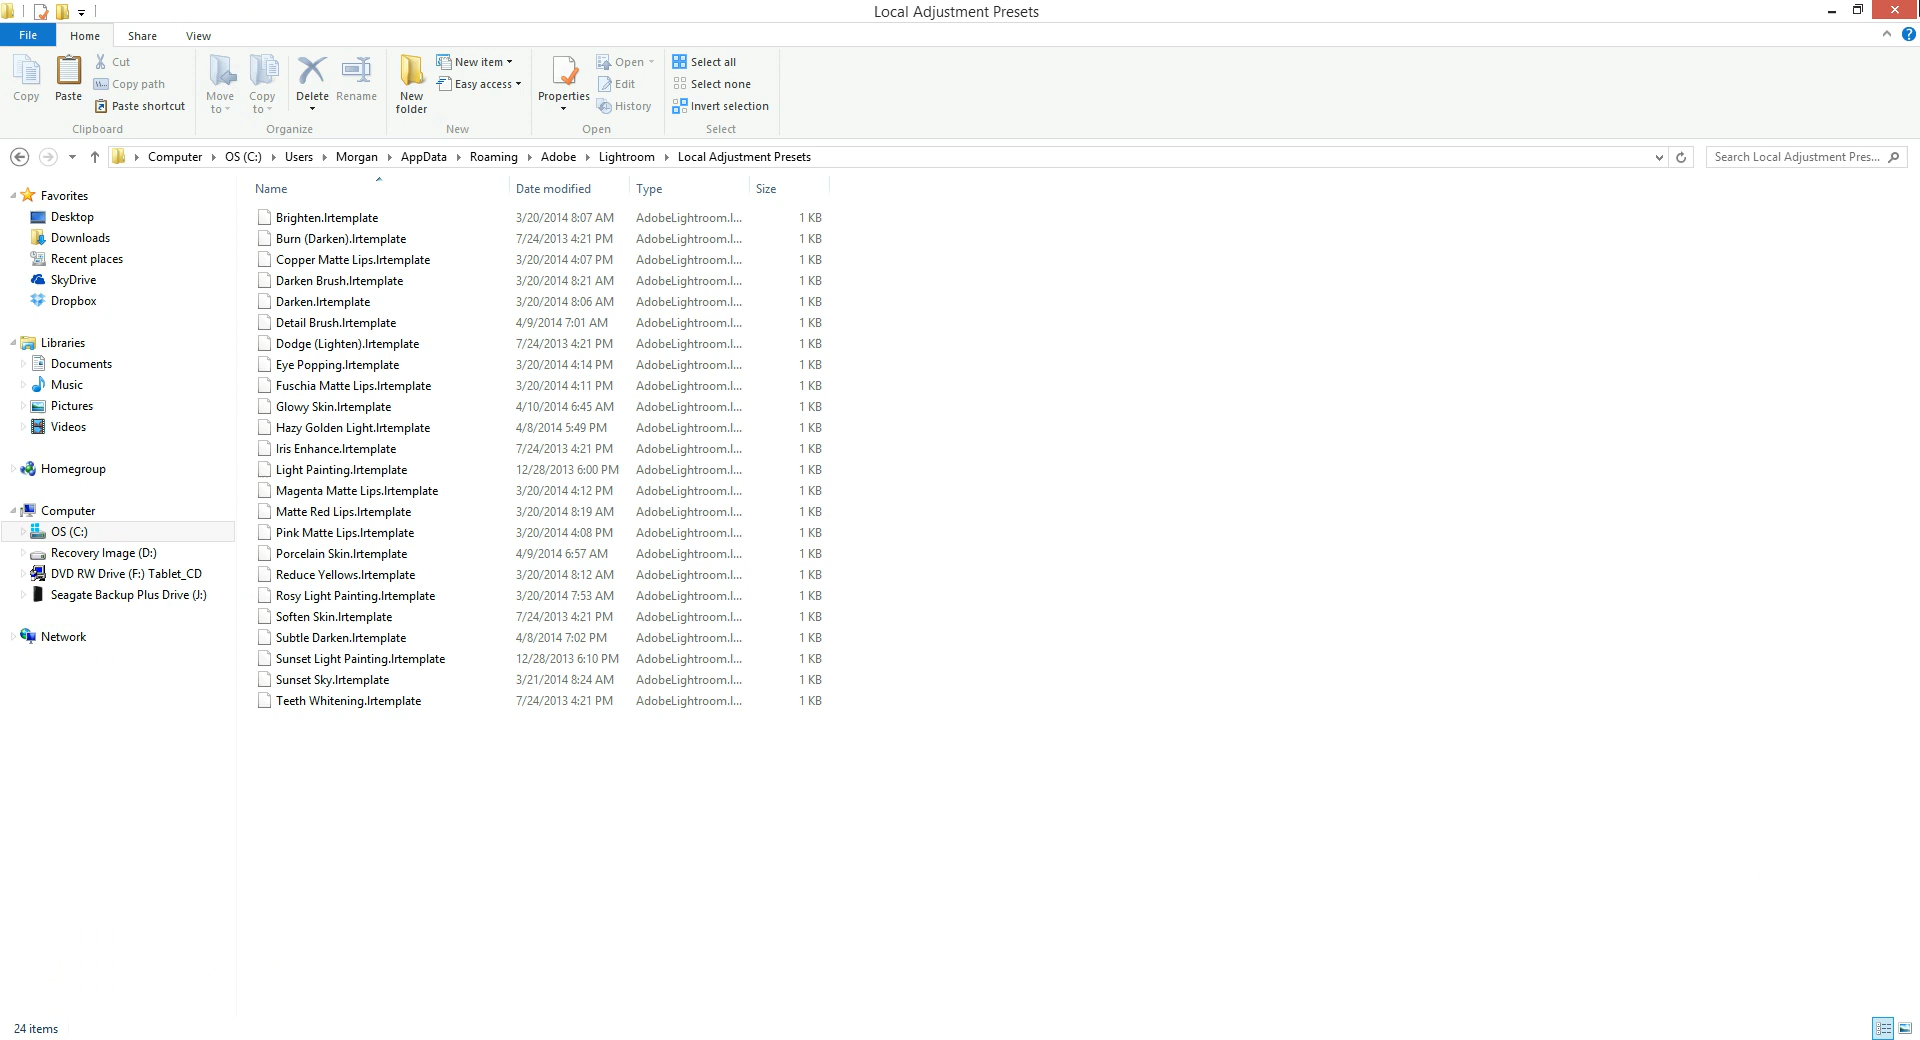 Local Adjustment Presets
File Home Share View
Copy
Paste
Cut
Copy path
Paste shortcut
Clipboard
Move to
Copy to
Delete
Rename
Organize
New folder
New item
Easy access
New
Properties
Open
Edit
History
Open
Select all
Select none
Invert selection
Select
Computer OS (C:) Users Morgan AppData Roaming Adobe Lightroom Local Adjustment Presets
Search Local Adjustment Pres...
Favorites
Desktop
Downloads
Recent places
SkyDrive
Dropbox
Libraries
Documents
Music
Pictures
Videos
Homegroup
Computer
OS (C:)
Recovery Image (D:)
DVD RW Drive (F:) Tablet_CD
Seagate Backup Plus Drive (J:)
Network
Name Date modified Type Size
Brighten.lrtemplate 3/20/2014 8:07 AM AdobeLightroom.l... 1 KB
Burn (Darken).lrtemplate 7/24/2013 4:21 PM AdobeLightroom.l... 1 KB
Copper Matte Lips.lrtemplate 3/20/2014 4:07 PM AdobeLightroom.l... 1 KB
Darken Brush.lrtemplate 3/20/2014 8:21 AM AdobeLightroom.l... 1 KB
Darken.lrtemplate 3/20/2014 8:06 AM AdobeLightroom.l... 1 KB
Detail Brush.lrtemplate 4/9/2014 7:01 AM AdobeLightroom.l... 1 KB
Dodge (Lighten).lrtemplate 7/24/2013 4:21 PM AdobeLightroom.l... 1 KB
Eye Popping.lrtemplate 3/20/2014 4:14 PM AdobeLightroom.l... 1 KB
Fuschia Matte Lips.lrtemplate 3/20/2014 4:11 PM AdobeLightroom.l... 1 KB
Glowy Skin.lrtemplate 4/10/2014 6:45 AM AdobeLightroom.l... 1 KB
Hazy Golden Light.lrtemplate 4/8/2014 5:49 PM AdobeLightroom.l... 1 KB
Iris Enhance.lrtemplate 7/24/2013 4:21 PM AdobeLightroom.l... 1 KB
Light Painting.lrtemplate 12/28/2013 6:00 PM AdobeLightroom.l... 1 KB
Magenta Matte Lips.lrtemplate 3/20/2014 4:12 PM AdobeLightroom.l... 1 KB
Matte Red Lips.lrtemplate 3/20/2014 8:19 AM AdobeLightroom.l... 1 KB
Pink Matte Lips.lrtemplate 3/20/2014 4:08 PM AdobeLightroom.l... 1 KB
Porcelain Skin.lrtemplate 4/9/2014 6:57 AM AdobeLightroom.l... 1 KB
Reduce Yellows.lrtemplate 3/20/2014 8:12 AM AdobeLightroom.l... 1 KB
Rosy Light Painting.lrtemplate 3/20/2014 7:53 AM AdobeLightroom.l... 1 KB
Soften Skin.lrtemplate 7/24/2013 4:21 PM AdobeLightroom.l... 1 KB
Subtle Darken.lrtemplate 4/8/2014 7:02 PM AdobeLightroom.l... 1 KB
Sunset Light Painting.lrtemplate 12/28/2013 6:10 PM AdobeLightroom.l... 1 KB
Sunset Sky.lrtemplate 3/21/2014 8:24 AM AdobeLightroom.l... 1 KB
Teeth Whitening.lrtemplate 7/24/2013 4:21 PM AdobeLightroom.l... 1 KB
24 items